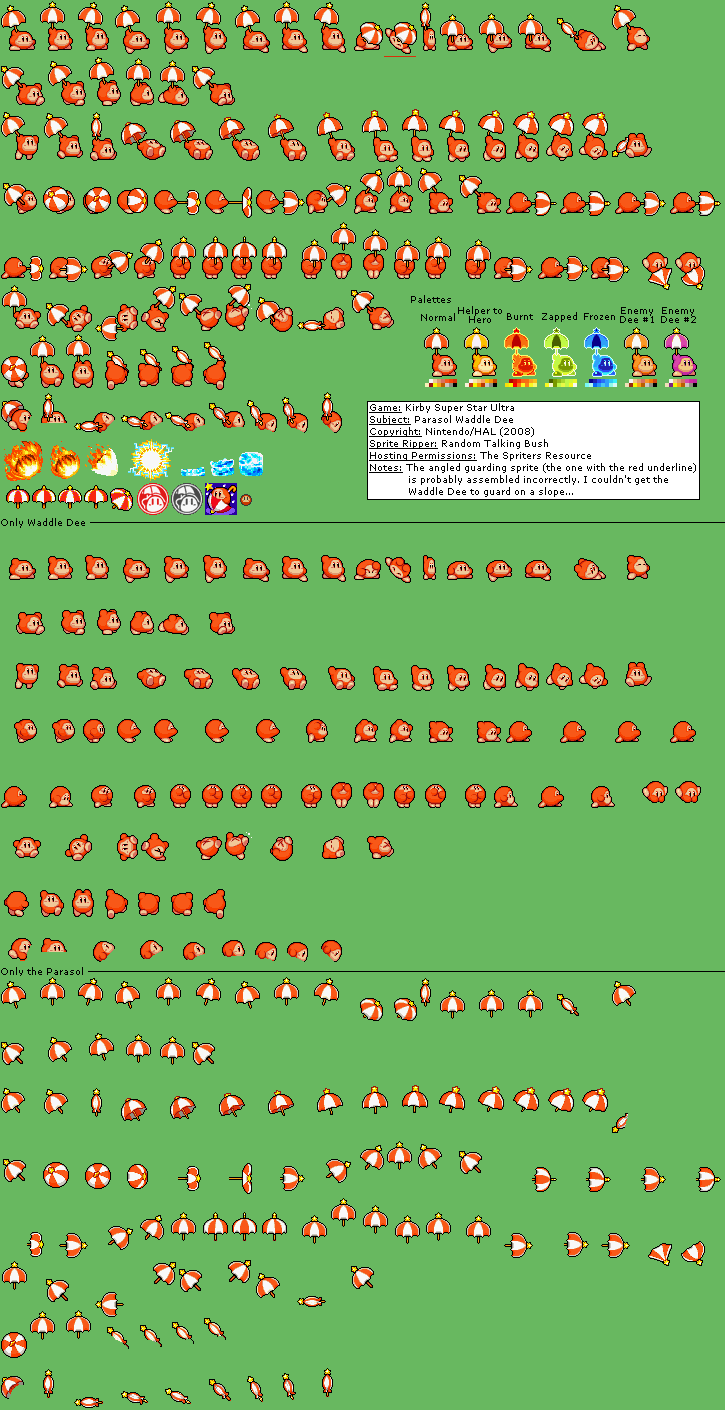 Palettes
Normal
Helper to
Hero
Burnt
Zapped
Frozen
Enemy
Dee #1
Enemy
Dee #2
Game: Kirby Super Star Ultra
Subject: Parasol Waddle Dee
Copyright: Nintendo/HAL (2008)
Sprite Ripper: Random Talking Bush
Hosting Permissions: The Spriters Resource
Notes: The angled guarding sprite (the one with the red underline)
is probably assembled incorrectly. I couldn't get the
Waddle Dee to guard on a slope...
Only Waddle Dee
Only the Parasol